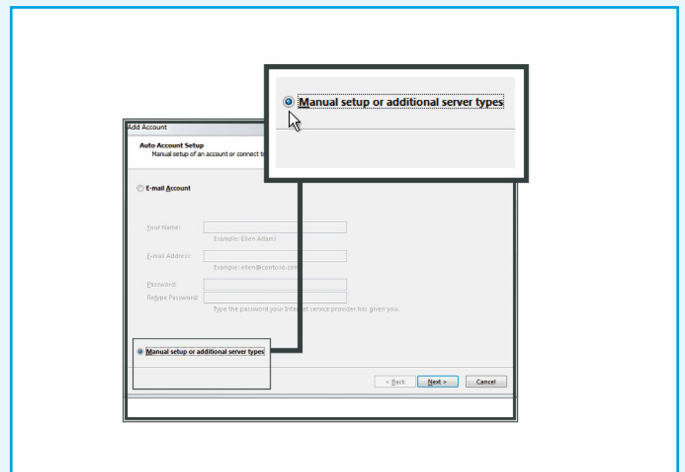 Manual setup or additional server types
Add Account
Auto Account Setup
Manual setup of an account or connect to
E-mail Account
Your Name:
Example: Ellen Adams
E-mail Address:
Example: ellen@contoso.com
Password:
Retype Password:
Type the password your Internet service provider has given you.
Manual setup or additional server types
< Back Next > Cancel